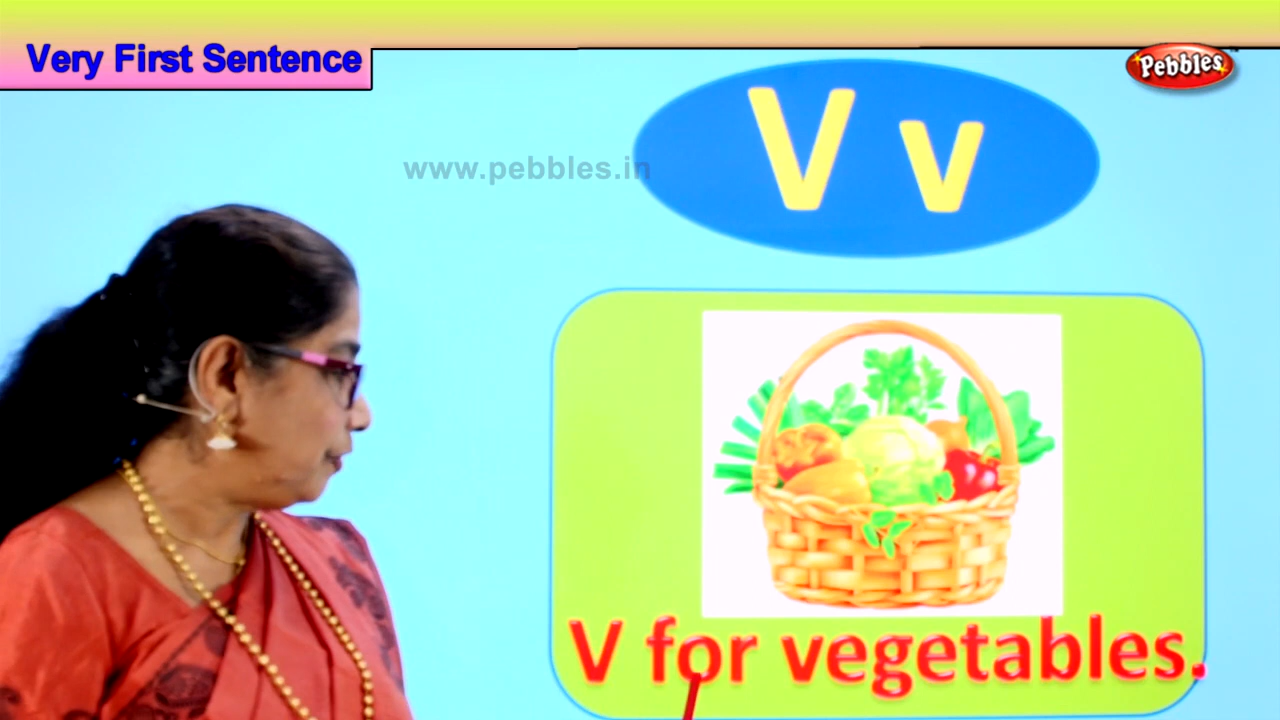 Very First Sentence
Pebbles
V v
www.pebbles.in
V for vegetables.